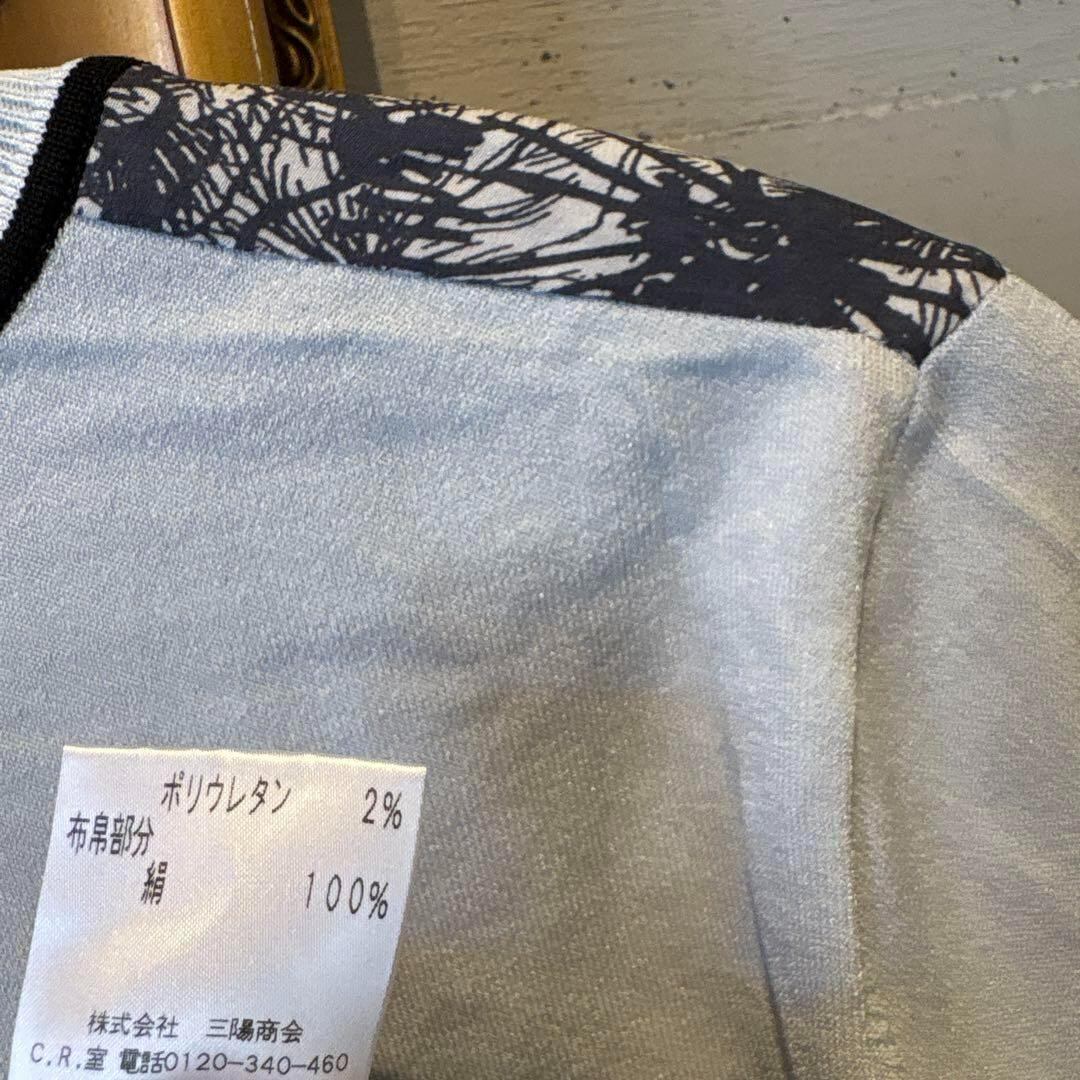 ポリウレタン 2%
布帛部分
絹 100%
株式会社 三陽商会
C.R.室 電話0120-340-460